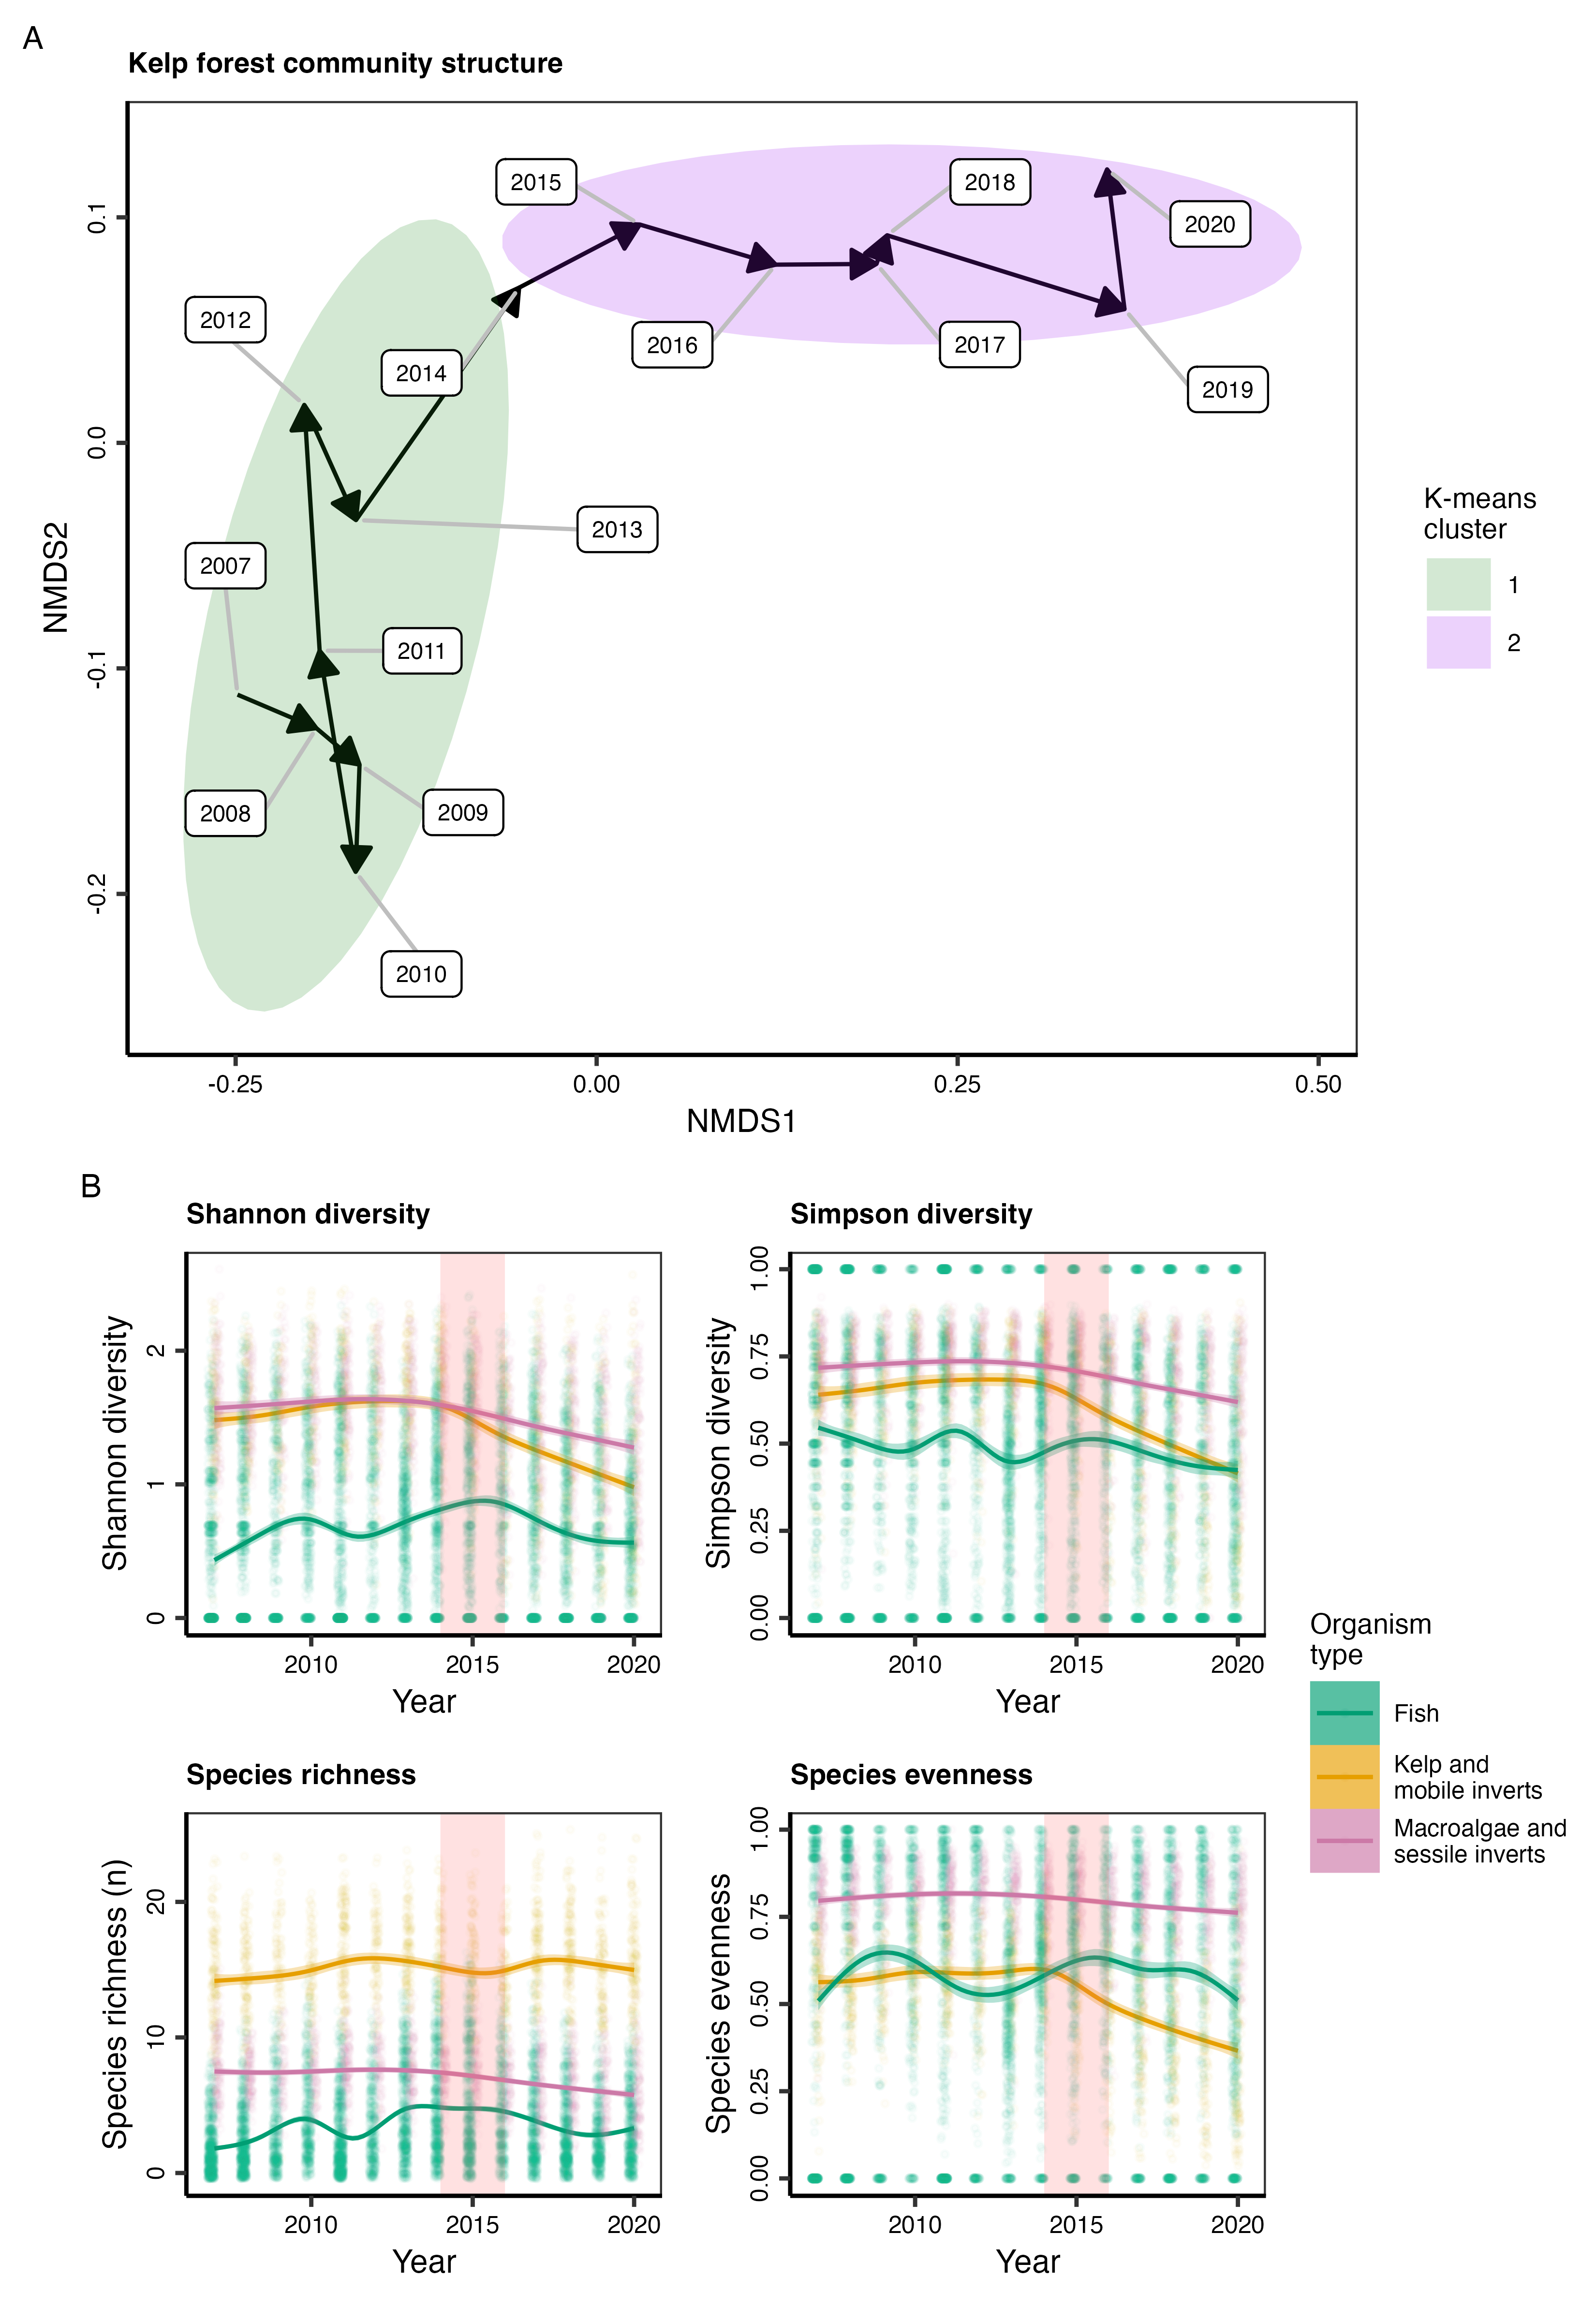 A
Kelp forest community structure
2015
2018
2020
2012
2014
2016
2017
2019
2013
2007
2011
2008
2009
2010
0.1
0.0
-0.1
-0.2
NMDS2
-0.25
0.00
0.25
0.50
NMDS1
K-means
cluster
1
2
B
Shannon diversity
Shannon diversity
2
1
0
2010
2015
2020
Year
Simpson diversity
Simpson diversity
1.00
0.75
0.50
0.25
0.00
2010
2015
2020
Year
Species richness
Species richness (n)
20
10
0
2010
2015
2020
Year
Species evenness
Species evenness
1.00
0.75
0.50
0.25
0.00
2010
2015
2020
Year
Organism
type
Fish
Kelp and
mobile inverts
Macroalgae and
sessile inverts